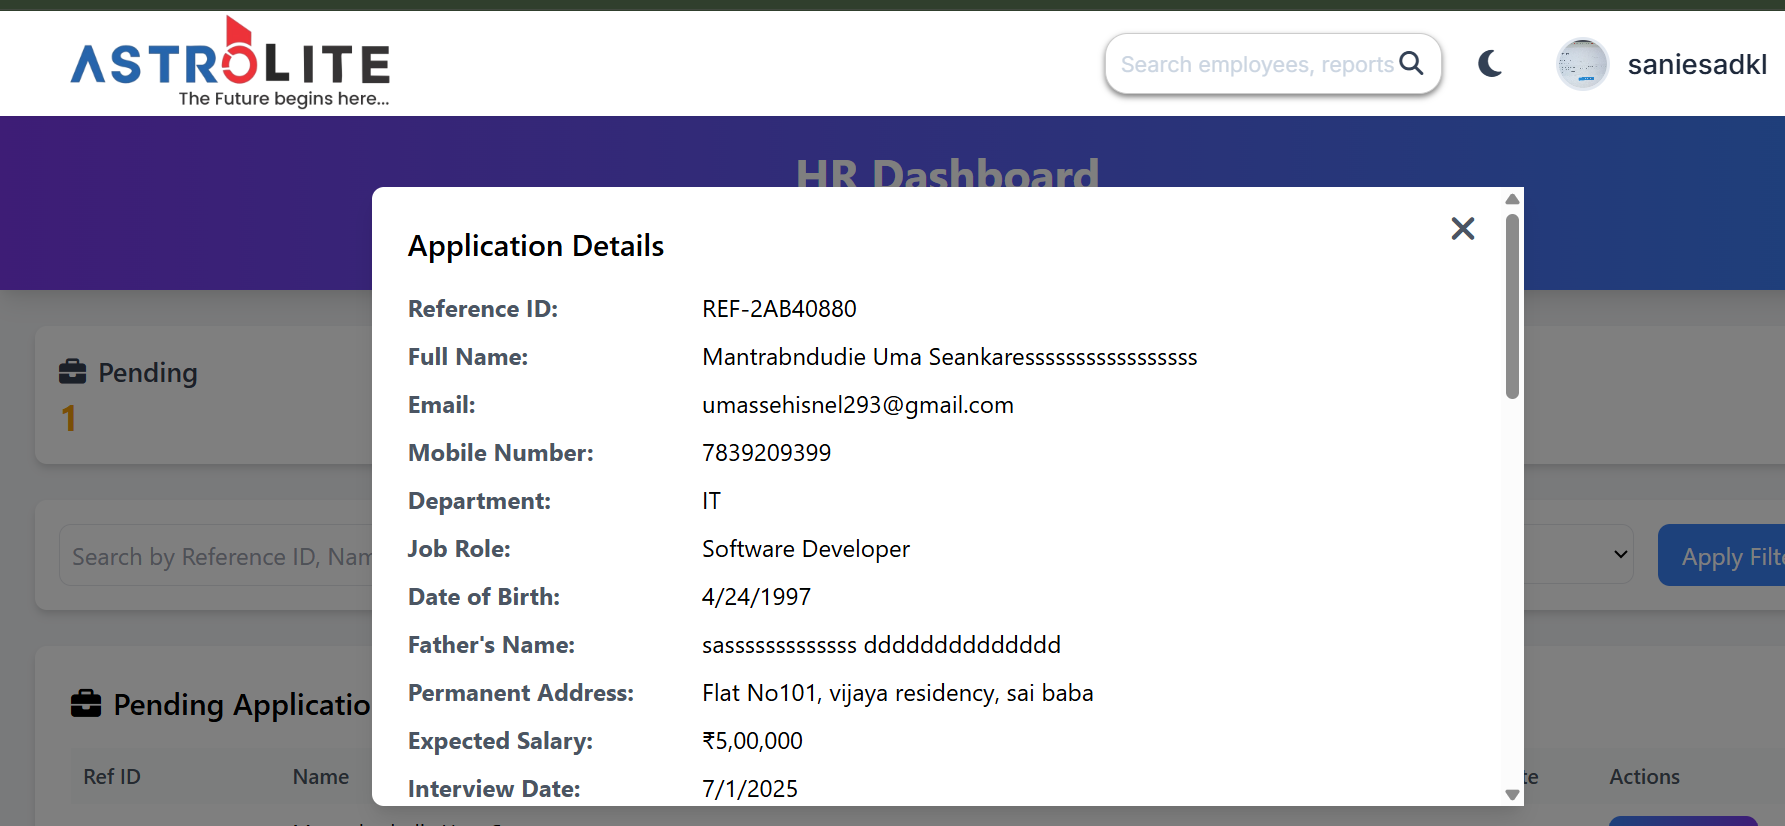 ASTROLITE
The Future begins here...
Search employees, reports
saniesadkl
HR Dashboard
Application Details
Reference ID: REF-2AB40880
Full Name: Mantrabndudie Uma Seankaresssssssssssssssss
Email: umassehisnel293@gmail.com
Mobile Number: 7839209399
Department: IT
Job Role: Software Developer
Date of Birth: 4/24/1997
Father's Name: sasssssssssssss dddddddddddddd
Permanent Address: Flat No101, vijaya residency, sai baba
Expected Salary: ₹5,00,000
Interview Date: 7/1/2025
Pending
1
Search by Reference ID, Nam
Apply Filte
Pending Applicatio
Ref ID Name te Actions